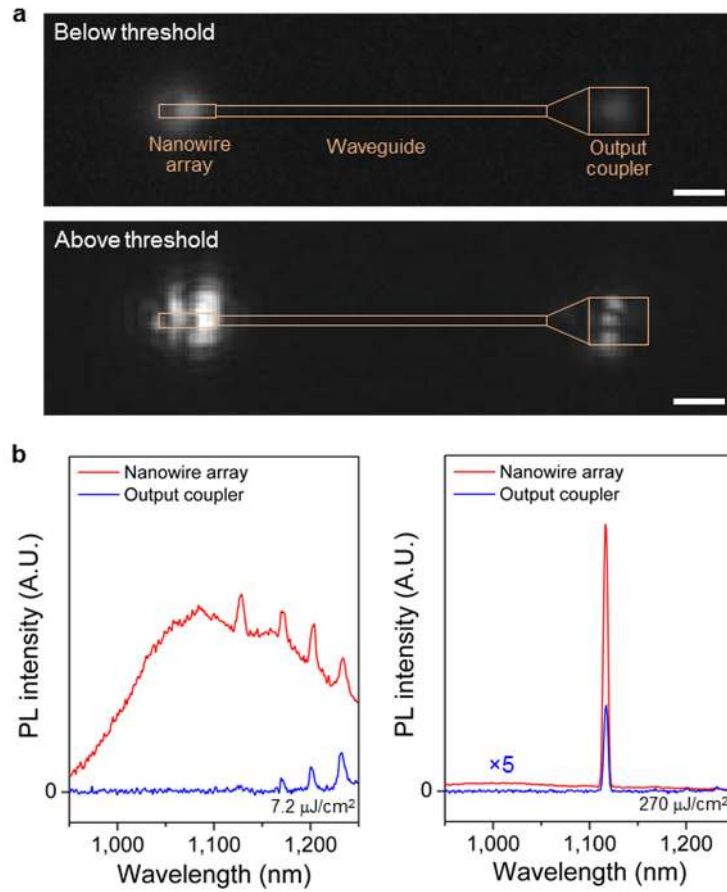 a
Below threshold
Nanowire
array
Waveguide
Output
coupler
Above threshold
b
Nanowire array
Output coupler
PL intensity (A.U.)
0
7.2 μJ/cm²
1,000
1,100
1,200
Wavelength (nm)
Nanowire array
Output coupler
PL intensity (A.U.)
×5
0
270 μJ/cm²
1,000
1,100
1,200
Wavelength (nm)